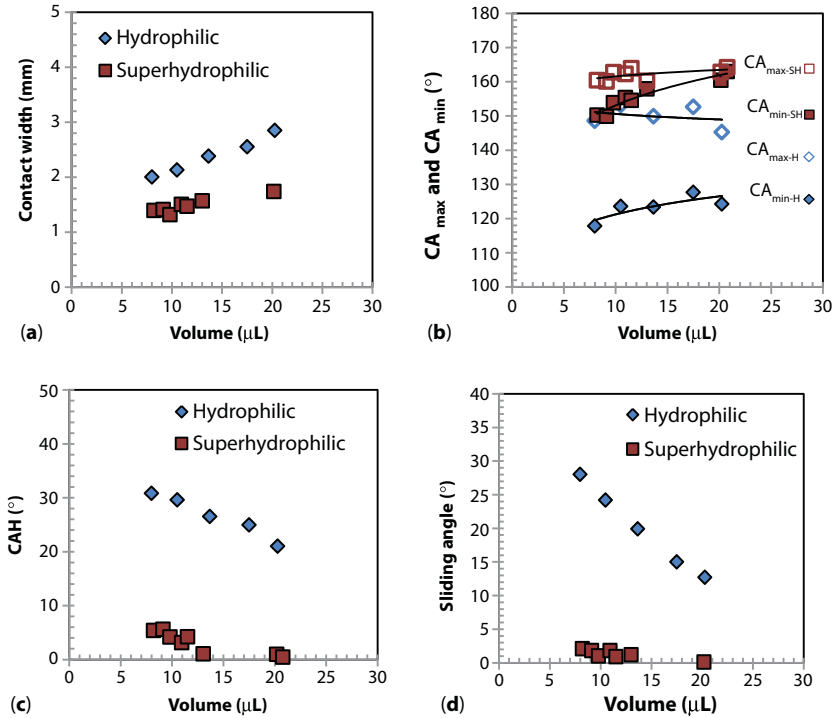 5
4
3
2
1
0
Contact width (mm)
Hydrophilic
Superhydrophilic
0 5 10 15 20 25 30
Volume (μL)
(a)
180
170
160
150
140
130
120
110
100
CA max and CA min (°)
CAmax-SH
CAmin-SH
CAmax-H
CAmin-H
0 5 10 15 20 25 30
Volume (μL)
(b)
50
40
30
20
10
0
CAH (°)
Hydrophilic
Superhydrophilic
0 5 10 15 20 25 30
Volume (μL)
(c)
40
35
30
25
20
15
10
5
0
Sliding angle (°)
Hydrophilic
Superhydrophilic
0 5 10 15 20 25 30
Volume (μL)
(d)